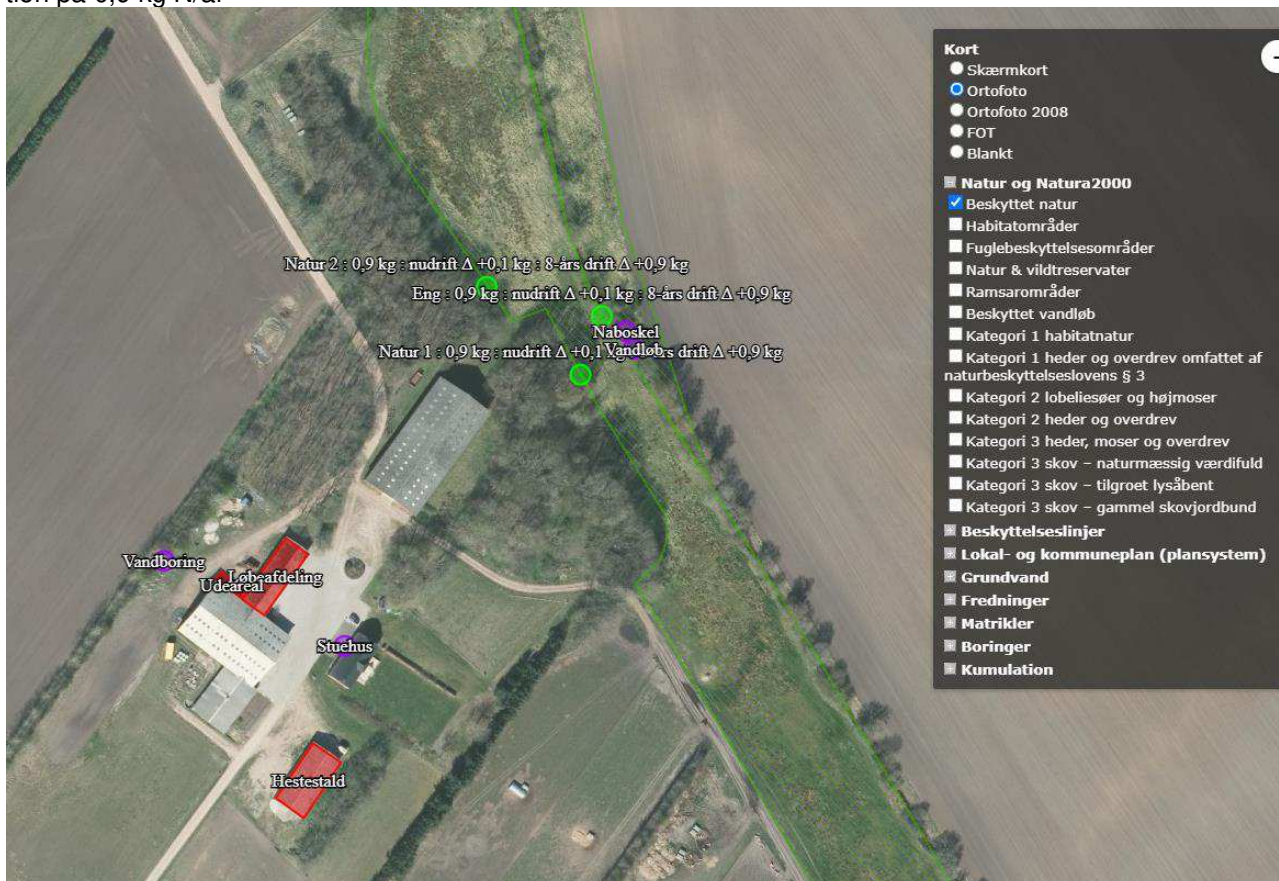 Kort
Skærmkort
Ortofoto
Ortofoto 2008
FOT
Blankt
Natur og Natura2000
Beskyttet natur
Habitatområder
Fuglebeskyttelsesområder
Natur & vildtreservater
Ramsarområder
Beskyttet vandløb
Kategori 1 habitatnatur
Kategori 1 heder og overdrev omfattet af
naturbeskyttelseslovens § 3
Kategori 2 lobeliesøer og højmoser
Kategori 2 heder og overdrev
Kategori 3 heder, moser og overdrev
Kategori 3 skov – naturmæssig værdifuld
Kategori 3 skov – tilgroet lysåbent
Kategori 3 skov – gammel skovjordbund
Beskyttelseslinjer
Lokal- og kommuneplan (plansystem)
Grundvand
Fredninger
Matrikler
Boringer
Kumulation
Natur 2 : 0,9 kg : nudrift Δ +0,1 kg : 8-års drift Δ +0,9 kg
Eng : 0,9 kg : nudrift Δ +0,1 kg : 8-års drift Δ +0,9 kg
Naboskel
Vandløb
Natur 1 : 0,9 kg : nudrift Δ +0,1 drift Δ +0,9 kg
Vandboring
Løbeafdeling
Udeareal
Stuehus
Hestestald